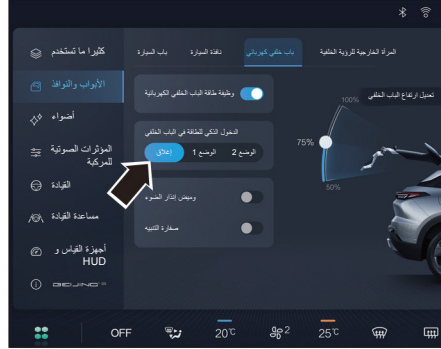 كثيرا ما تستخدم
باب السيارة
نافذة السيارة
باب خلفي كهربائي
المرآة الخارجية للرؤية الخلفية
الأبواب والنوافذ
أضواء
المؤثرات الصوتية
للمركبة
القيادة
مساعدة القيادة
أجهزة القياس و
HUD
BEIJING
وظيفة طاقة الباب الخلفي الكهربائية
الدخول الذكي للطاقة في الباب الخلفي
إغلاق
الوضع 1
الوضع 2
وميض إنذار الضوء
صفارة التنبيه
تعديل ارتفاع الباب الخلفي
100%
75%
50%
OFF
20°C
2
25°C